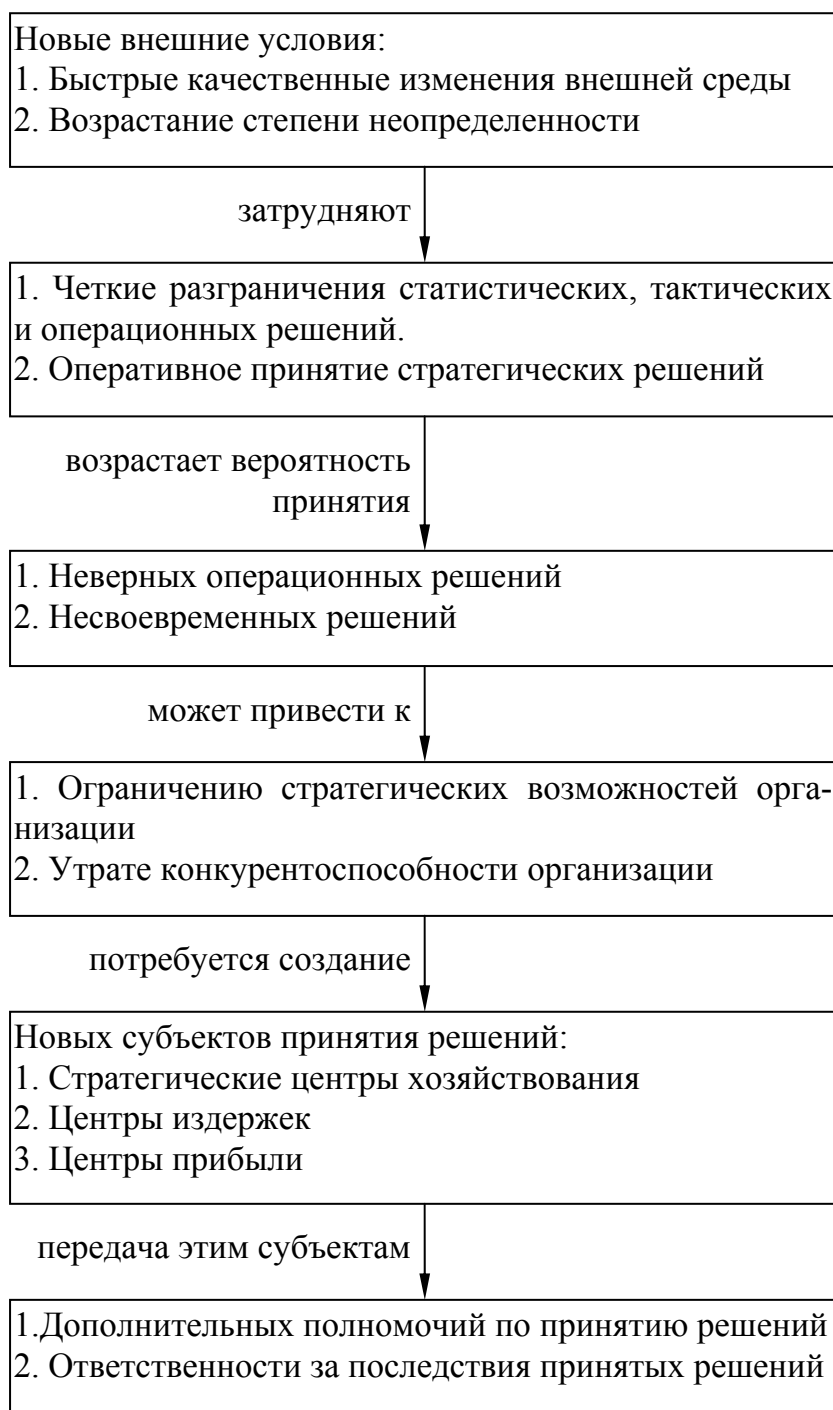 Новые внешние условия:
1. Быстрые качественные изменения внешней среды
2. Возрастание степени неопределенности
затрудняют
1. Четкие разграничения статистических, тактических
и операционных решений.
2. Оперативное принятие стратегических решений
возрастает вероятность
принятия
1. Неверных операционных решений
2. Несвоевременных решений
может привести к
1. Ограничению стратегических возможностей орга-
низации
2. Утрате конкурентоспособности организации
потребуется создание
Новых субъектов принятия решений:
1. Стратегические центры хозяйствования
2. Центры издержек
3. Центры прибыли
передача этим субъектам
1.Дополнительных полномочий по принятию решений
2. Ответственности за последствия принятых решений